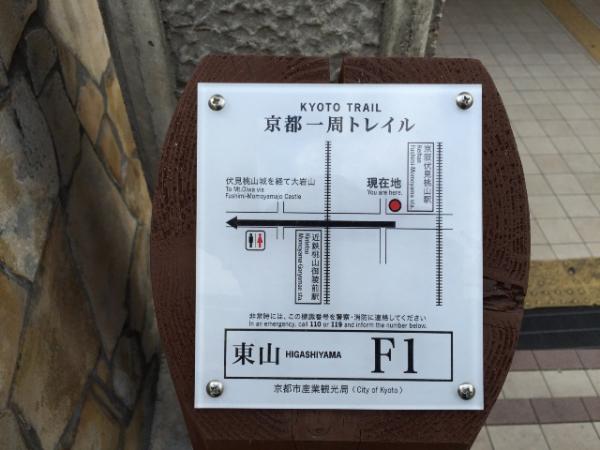 KYOTO TRAIL
京都一周トレイル
伏見桃山城を経て大岩山
To Mt.Oiwa via
Fushimi-Momoyamajo Castle
現在地
You are here.
京阪伏見桃山駅
Keihan
Fushimi-Momoyama sta.
近鉄桃山御陵前駅
Kintetsu
Momoyama-Goryomae sta.
非常時には、この標識番号を警察・消防に連絡してください
In an emergency, call 110 or 119 and inform the number below.
東山 HIGASHIYAMA F1
京都市産業観光局 (City of Kyoto)